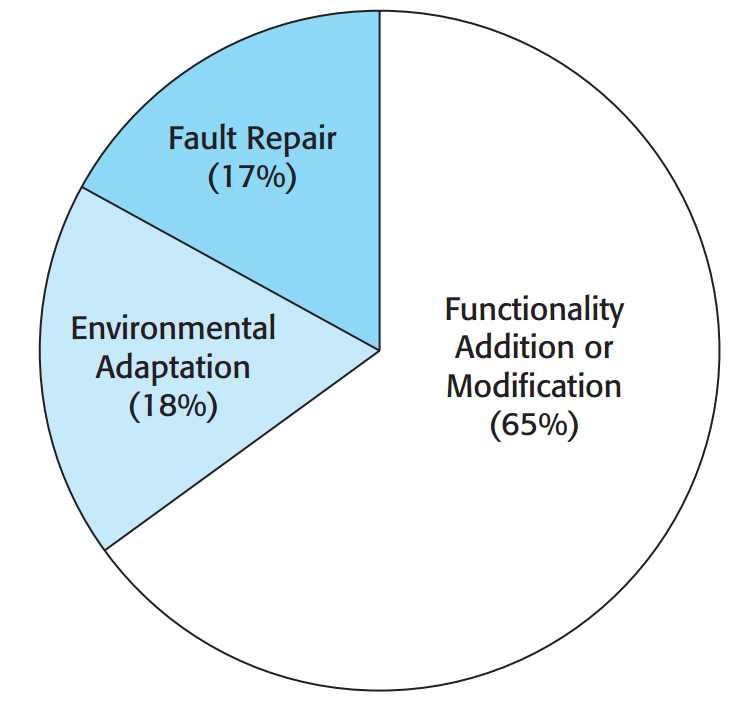 Fault Repair
(17%)
Environmental
Adaptation
(18%)
Functionality
Addition or
Modification
(65%)